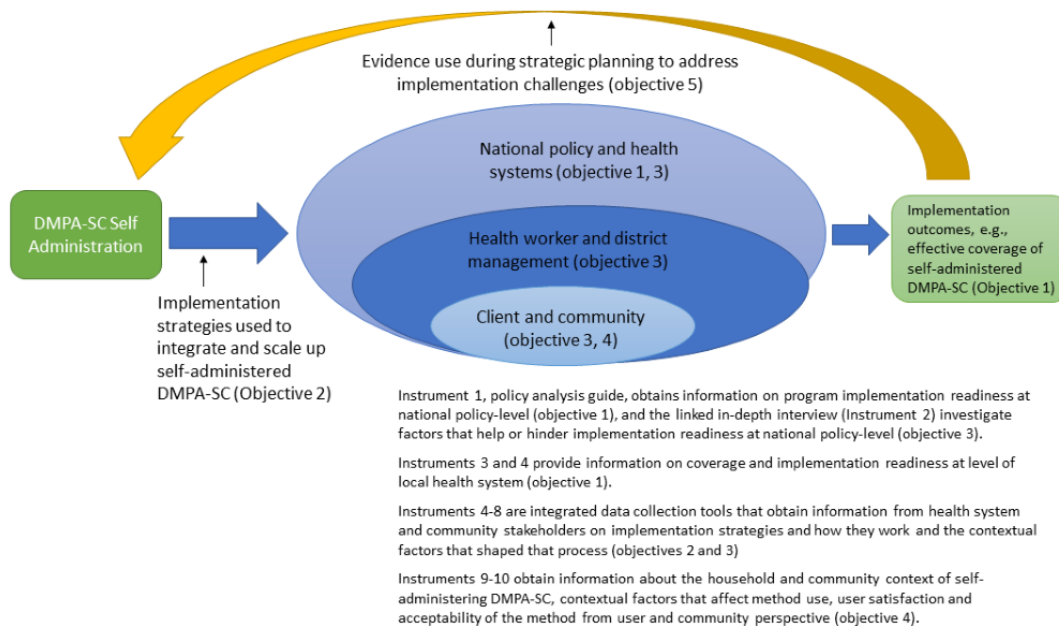 Evidence use during strategic planning to address
implementation challenges (objective 5)
National policy and health
systems (objective 1, 3)
DMPA-SC Self
Administration
Health worker and district
management (objective 3)
Client and community
(objective 3, 4)
Implementation
outcomes, e.g.,
effective coverage of
self-administered
DMPA-SC (Objective 1)
Implementation
strategies used to
integrate and scale up
self-administered
DMPA-SC (Objective 2)
Instrument 1, policy analysis guide, obtains information on program implementation readiness at
national policy-level (objective 1), and the linked in-depth interview (Instrument 2) investigate
factors that help or hinder implementation readiness at national policy-level (objective 3).
Instruments 3 and 4 provide information on coverage and implementation readiness at level of
local health system (objective 1).
Instruments 4-8 are integrated data collection tools that obtain information from health system
and community stakeholders on implementation strategies and how they work and the contextual
factors that shaped that process (objectives 2 and 3)
Instruments 9-10 obtain information about the household and community context of self-
administering DMPA-SC, contextual factors that affect method use, user satisfaction and
acceptability of the method from user and community perspective (objective 4).